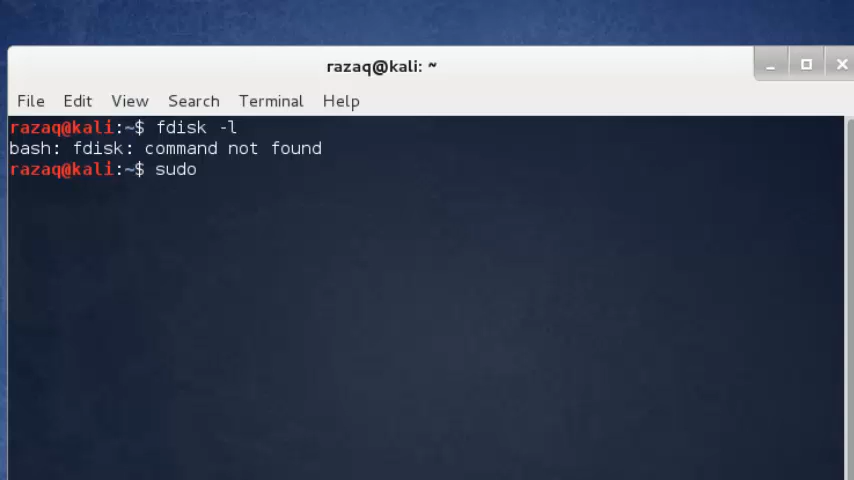 razaq@kali: ~
File Edit View Search Terminal Help
razaq@kali:~$ fdisk -l
bash: fdisk: command not found
razaq@kali:~$ sudo